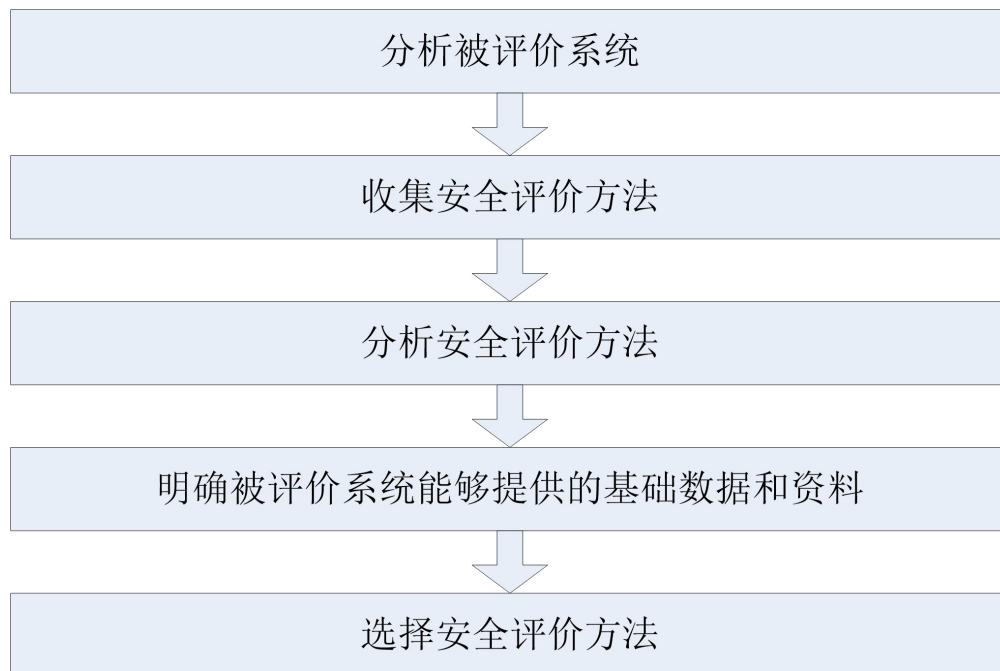 分析被评价系统
收集安全评价方法
分析安全评价方法
明确被评价系统能够提供的基础数据和资料
选择安全评价方法